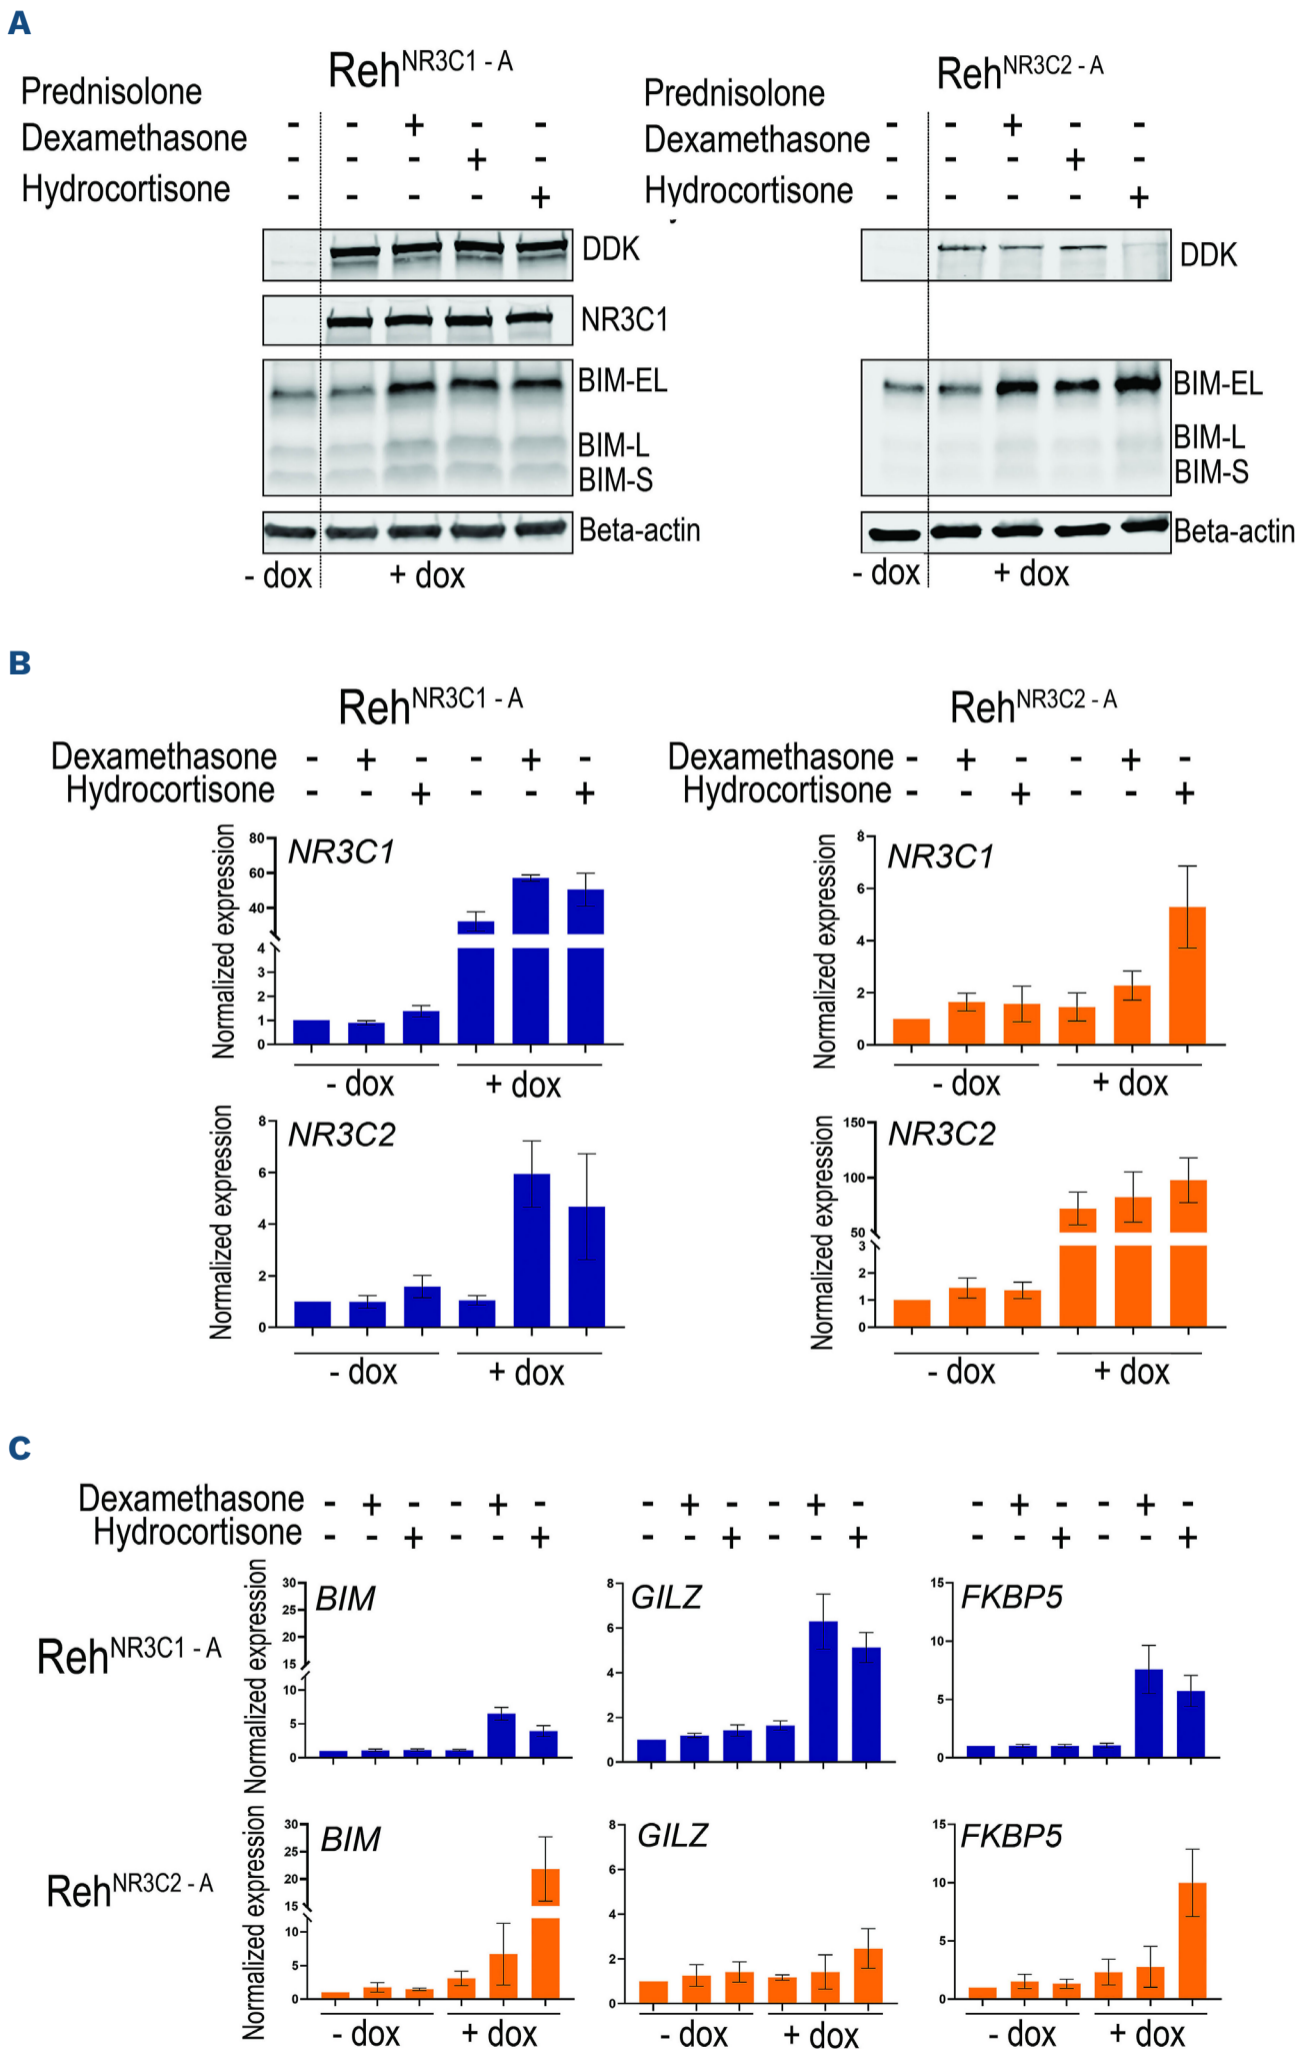 A
Reh^NR3C1 - A
Prednisolone - - + - -
Dexamethasone - - - + -
Hydrocortisone - - - - +
DDK
NR3C1
BIM-EL
BIM-L
BIM-S
Beta-actin
- dox + dox
Reh^NR3C2 - A
Prednisolone - - + - -
Dexamethasone - - - + -
Hydrocortisone - - - - +
DDK
BIM-EL
BIM-L
BIM-S
Beta-actin
- dox + dox
B
Reh^NR3C1 - A
Dexamethasone - + - - + -
Hydrocortisone - - + - - +
Normalized expression
NR3C1
80
60
40
4
3
2
1
0
- dox + dox
Normalized expression
NR3C2
8
6
4
2
0
- dox + dox
Reh^NR3C2 - A
Dexamethasone - + - - + -
Hydrocortisone - - + - - +
Normalized expression
NR3C1
8
6
4
2
0
- dox + dox
Normalized expression
NR3C2
150
100
50
3
2
1
0
- dox + dox
C
Dexamethasone - + - - + - - + - - + - - + - - + -
Hydrocortisone - - + - - + - - + - - + - - + - - +
Reh^NR3C1 - A
Normalized expression
BIM
30
25
20
15
10
5
0
GILZ
8
6
4
2
0
FKBP5
15
10
5
0
Reh^NR3C2 - A
Normalized expression
BIM
30
25
20
15
10
5
0
- dox + dox
GILZ
8
6
4
2
0
- dox + dox
FKBP5
15
10
5
0
- dox + dox